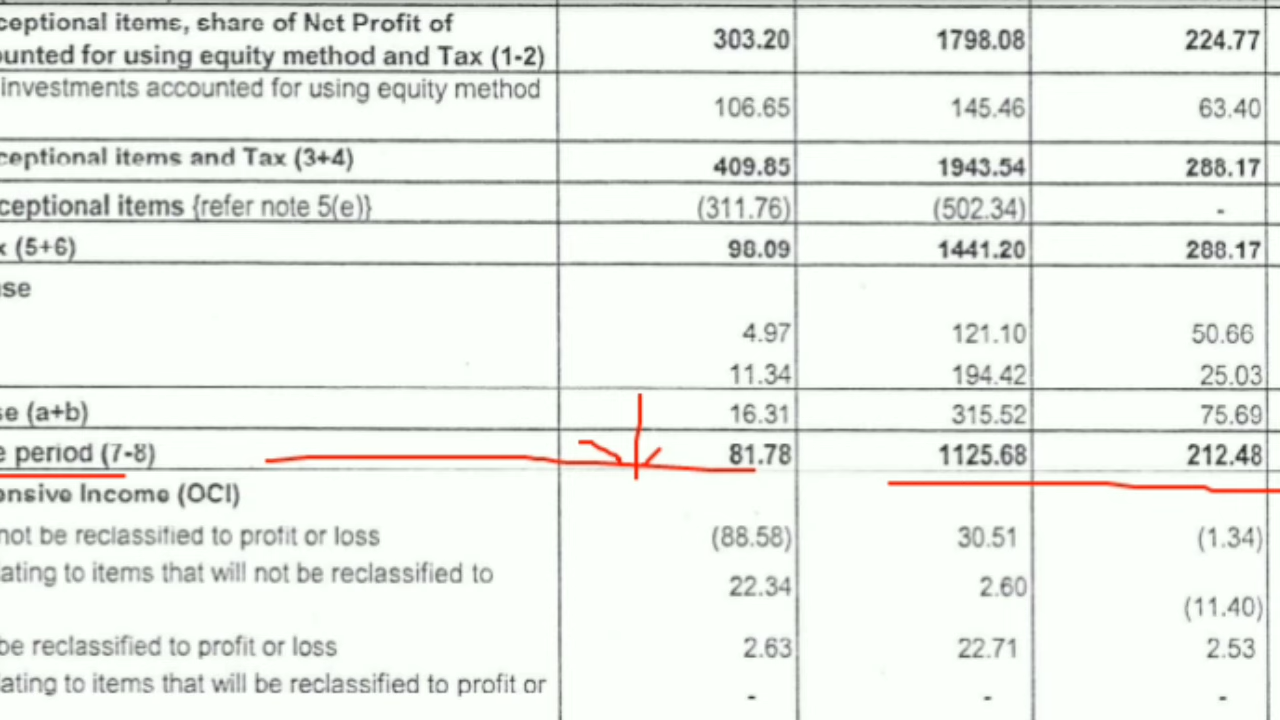 ceptional items, share of Net Profit of
ounted for using equity method and Tax (1-2) 303.20 1798.08 224.77
investments accounted for using equity method
106.65 145.46 63.40
ceptional items and Tax (3+4) 409.85 1943.54 288.17
ceptional items {refer note 5(e)} (311.76) (502.34) -
x (5+6) 98.09 1441.20 288.17
nse
4.97 121.10 50.66
11.34 194.42 25.03
se (a+b) 16.31 315.52 75.69
e period (7-8) 81.78 1125.68 212.48
ensive Income (OCI)
not be reclassified to profit or loss (88.58) 30.51 (1.34)
ating to items that will not be reclassified to
22.34 2.60 (11.40)
be reclassified to profit or loss 2.63 22.71 2.53
ating to items that will be reclassified to profit or
- - -